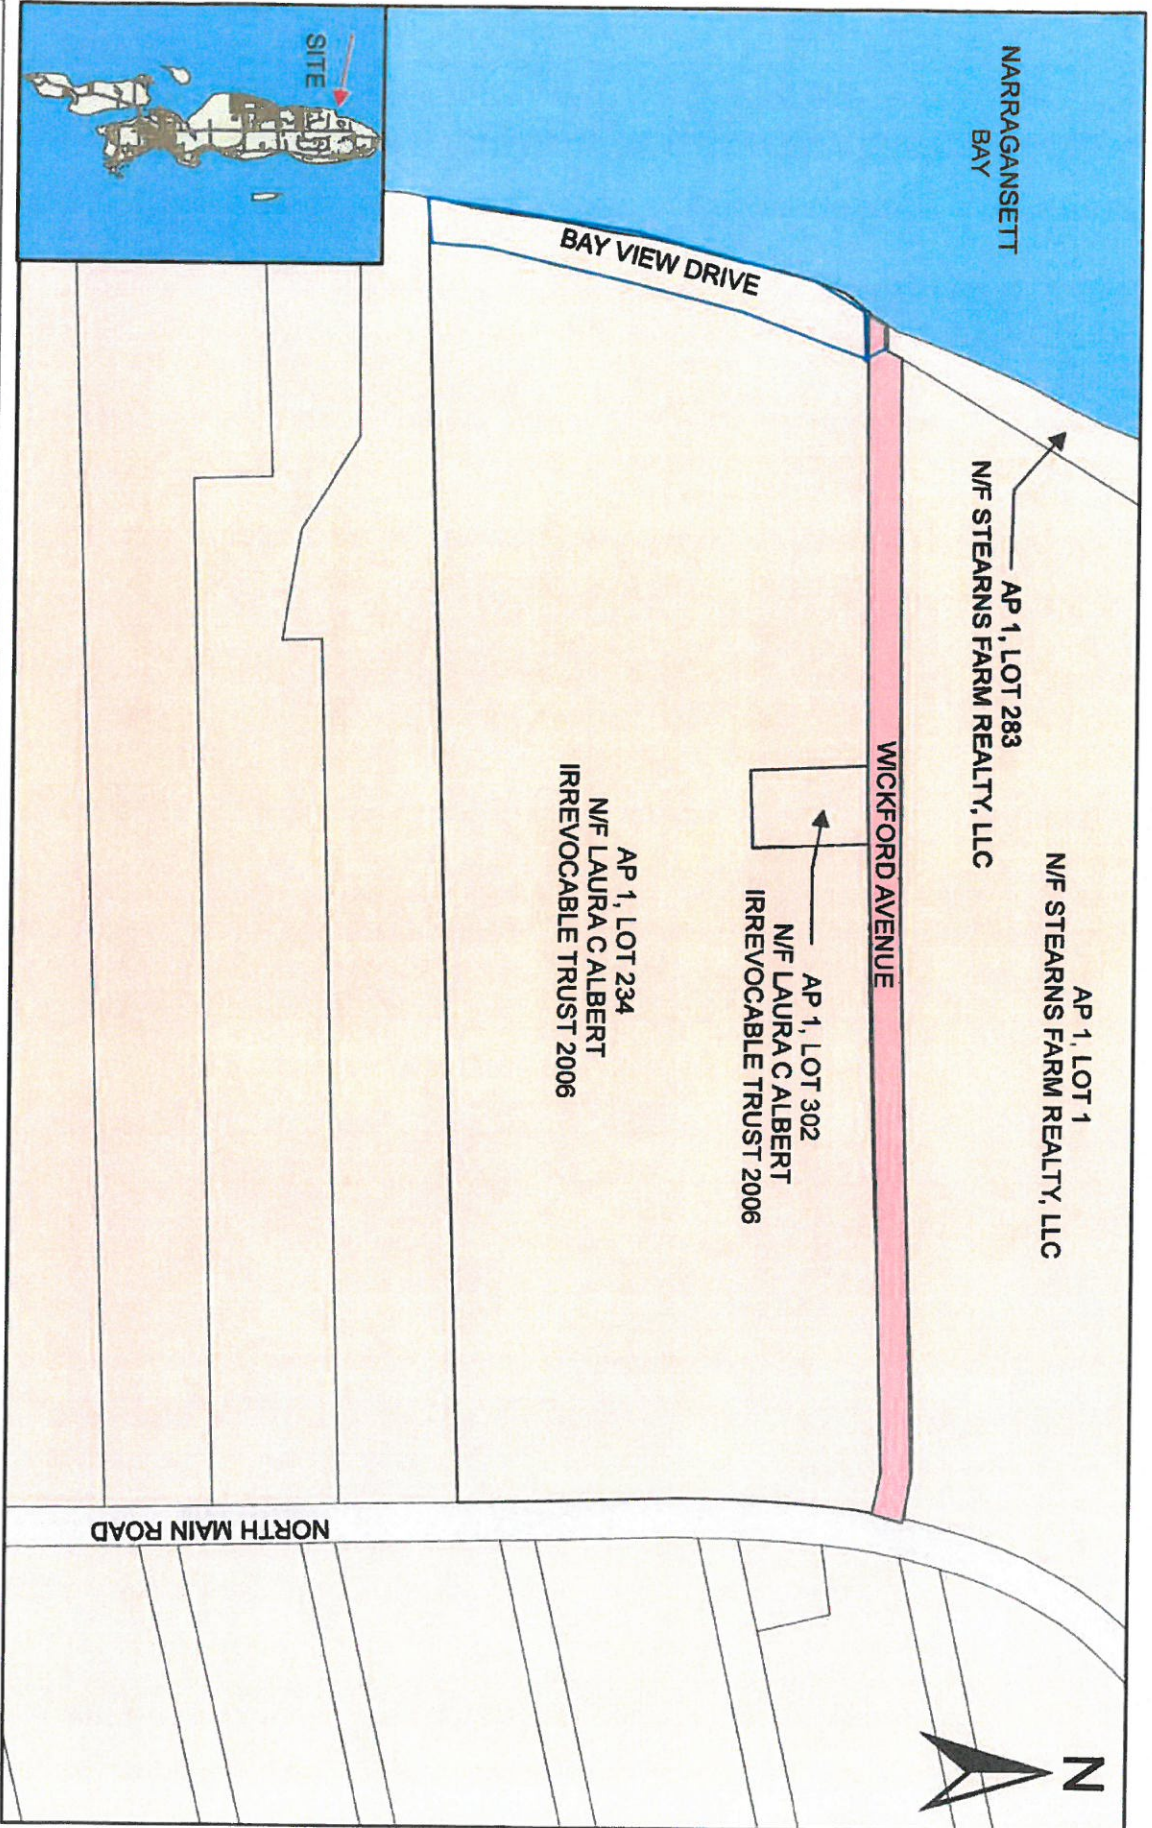 NARRAGANSETT
BAY
SITE
BAY VIEW DRIVE
AP 1, LOT 283
N/F STEARNS FARM REALTY, LLC
AP 1, LOT 1
N/F STEARNS FARM REALTY, LLC
WICKFORD AVENUE
AP 1, LOT 302
N/F LAURA C ALBERT
IRREVOCABLE TRUST 2006
AP 1, LOT 234
N/F LAURA C ALBERT
IRREVOCABLE TRUST 2006
NORTH MAIN ROAD
N